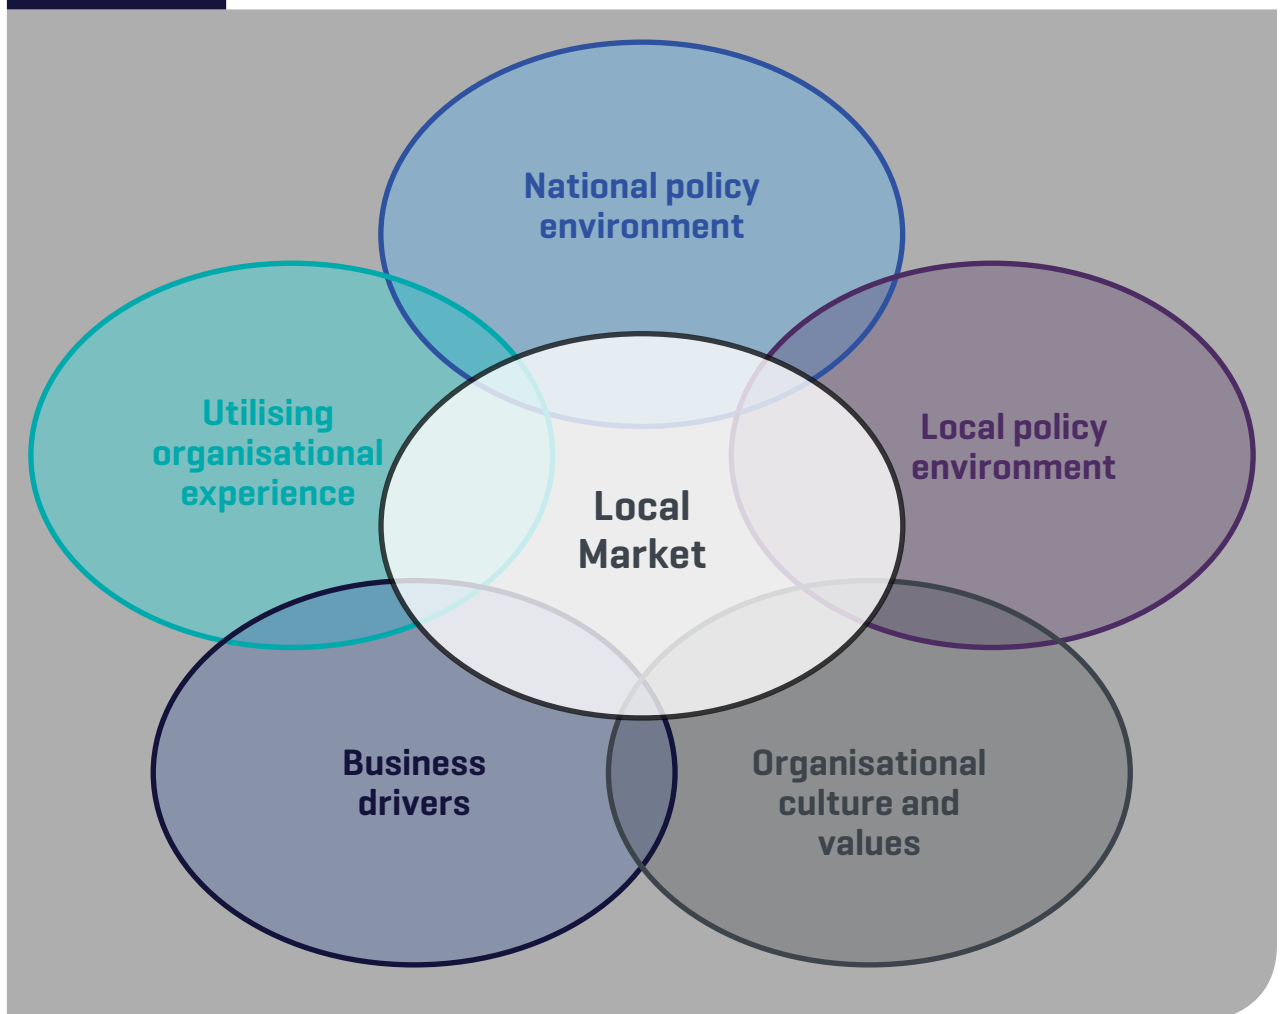 National policy
environment
Utilising
organisational
experience
Local policy
environment
Local
Market
Business
drivers
Organisational
culture and
values